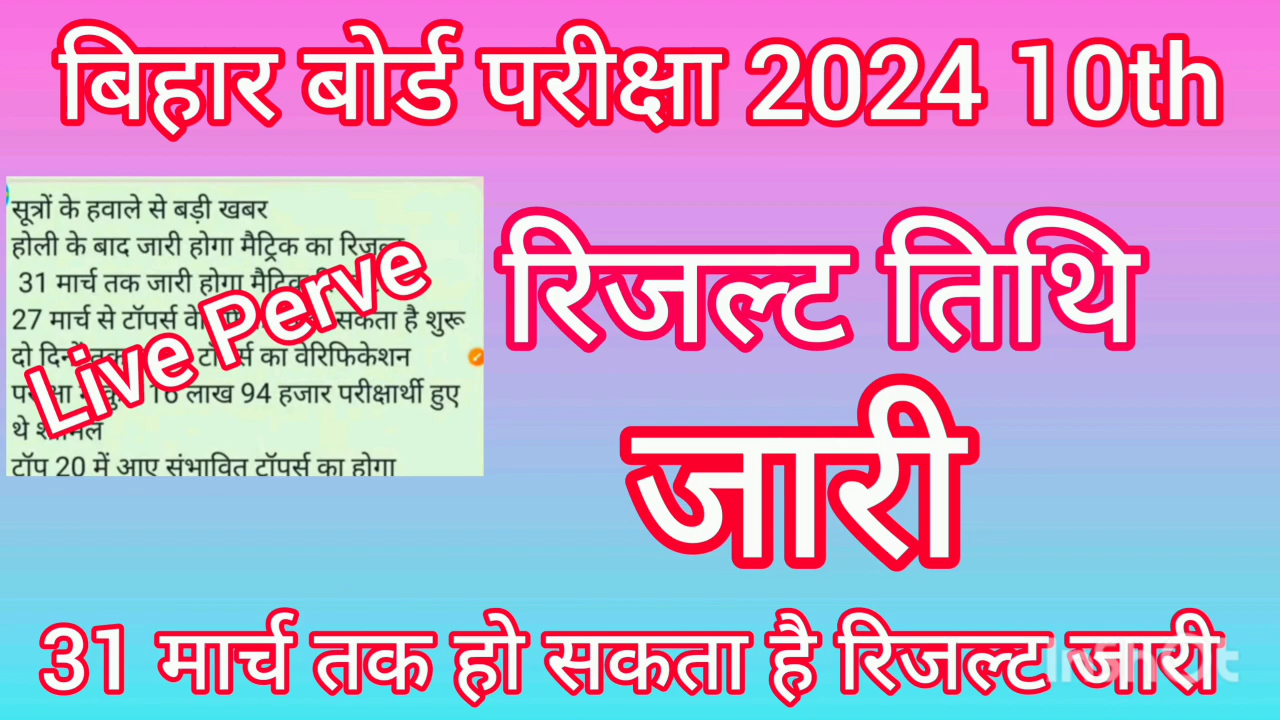 बिहार बोर्ड परीक्षा 2024 10th
सूत्रों के हवाले से बड़ी खबर
होली के बाद जारी होगा मैट्रिक का
31 मार्च तक जारी होगा
27 मार्च से टॉपर्स सकता है शुरू
दो का वेरिफिकेशन
लाख 94 हजार परीक्षार्थी हुए
थे
टॉप 20 में आए संभावित टॉपर्स का होगा
Live Perve
रिजल्ट तिथि
जारी
31 मार्च तक हो सकता है रिजल्ट जारी
InShOt